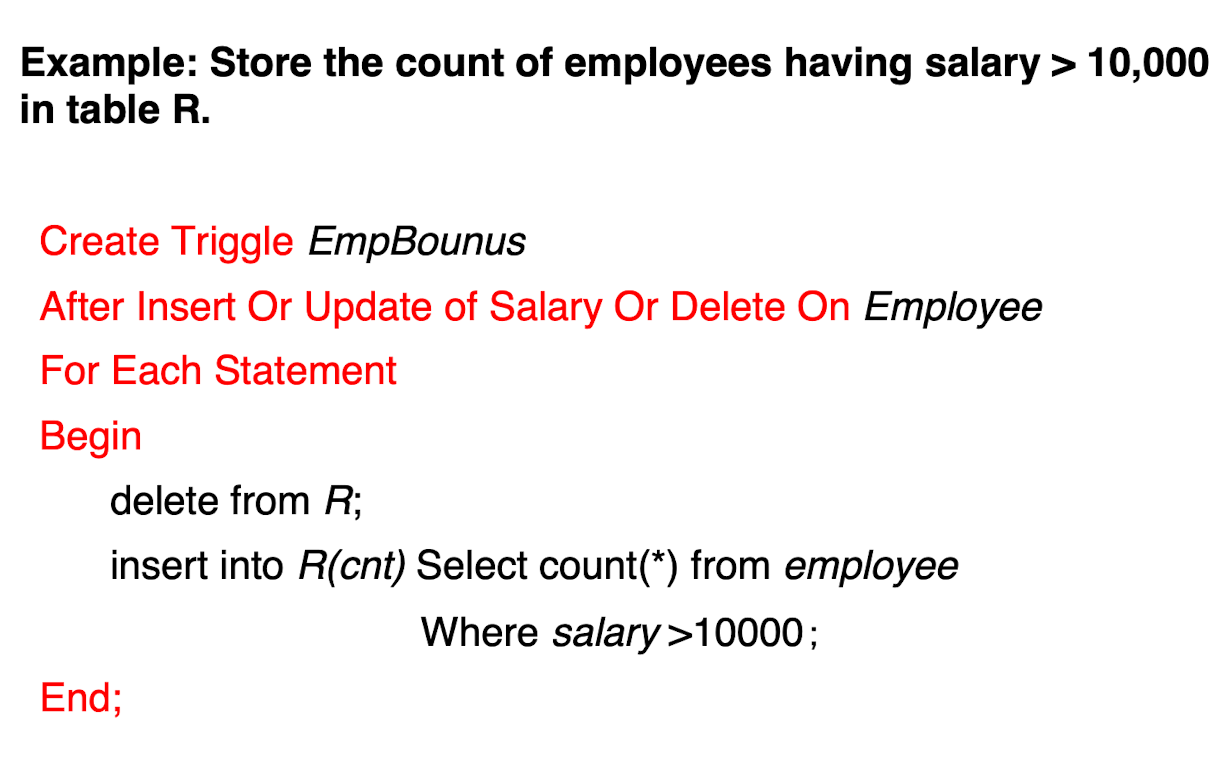 Example: Store the count of employees having salary > 10,000
in table R.
Create Triggle EmpBounus
After Insert Or Update of Salary Or Delete On Employee
For Each Statement
Begin
delete from R;
insert into R(cnt) Select count(*) from employee
Where salary >10000;
End;